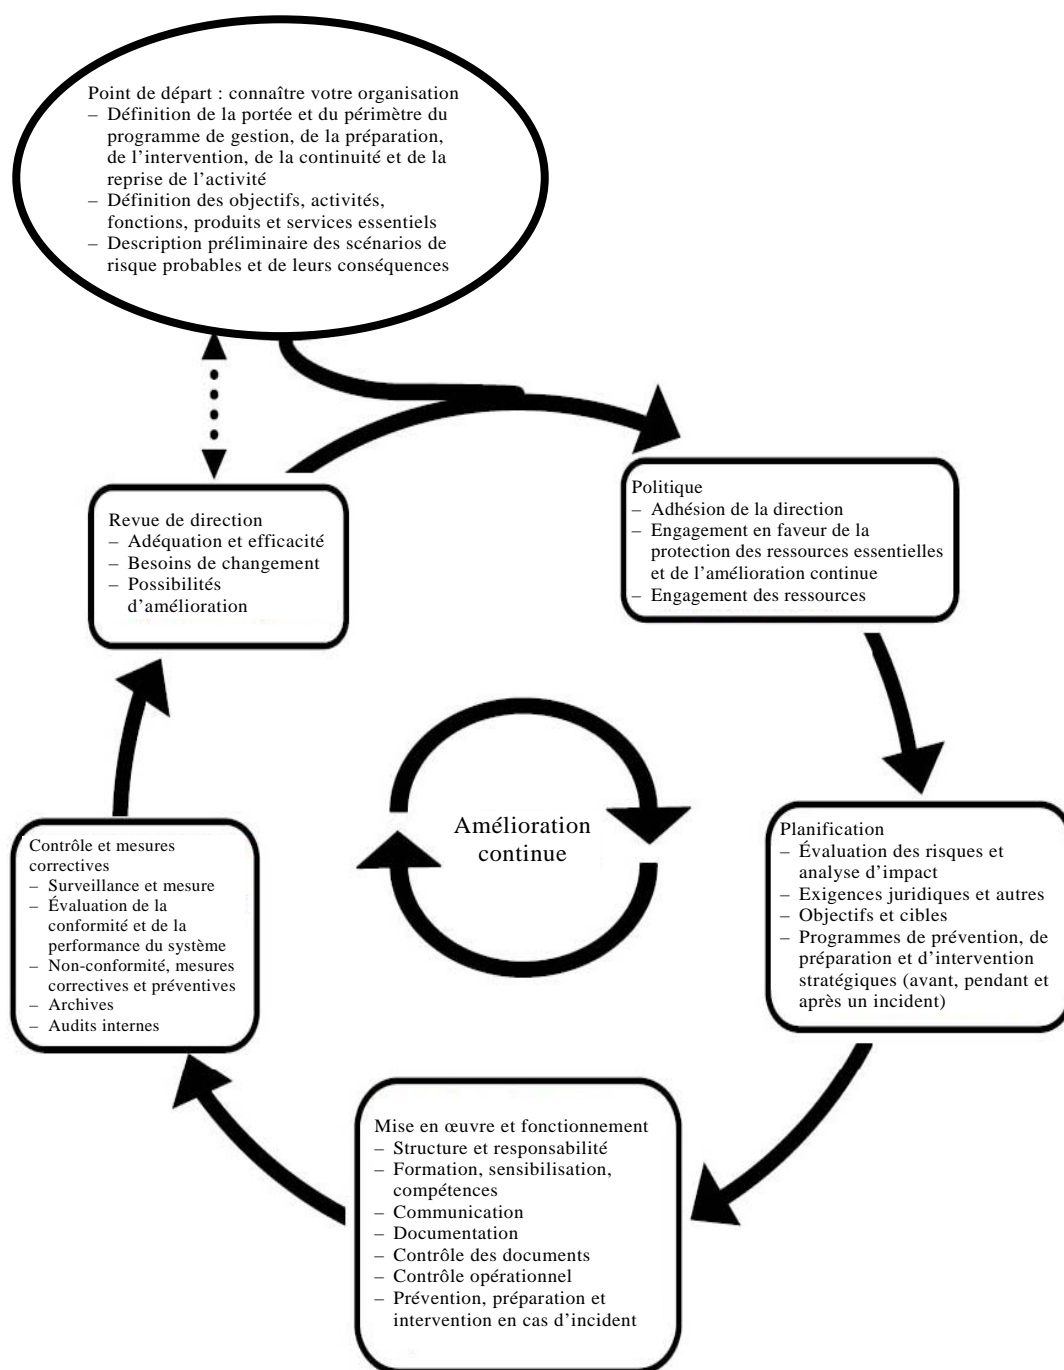 Point de départ : connaître votre organisation
– Définition de la portée et du périmètre du
programme de gestion, de la préparation,
de l’intervention, de la continuité et de la
reprise de l’activité
– Définition des objectifs, activités,
fonctions, produits et services essentiels
– Description préliminaire des scénarios de
risque probables et de leurs conséquences
Politique
– Adhésion de la direction
– Engagement en faveur de la
protection des ressources essentielles
et de l’amélioration continue
– Engagement des ressources
Planification
– Évaluation des risques et
analyse d’impact
– Exigences juridiques et autres
– Objectifs et cibles
– Programmes de prévention, de
préparation et d’intervention
stratégiques (avant, pendant et
après un incident)
Mise en œuvre et fonctionnement
– Structure et responsabilité
– Formation, sensibilisation,
compétences
– Communication
– Documentation
– Contrôle des documents
– Contrôle opérationnel
– Prévention, préparation et
intervention en cas d’incident
Contrôle et mesures
correctives
– Surveillance et mesure
– Évaluation de la
conformité et de la
performance du système
– Non-conformité, mesures
correctives et préventives
– Archives
– Audits internes
Revue de direction
– Adéquation et efficacité
– Besoins de changement
– Possibilités
d’amélioration
Amélioration
continue